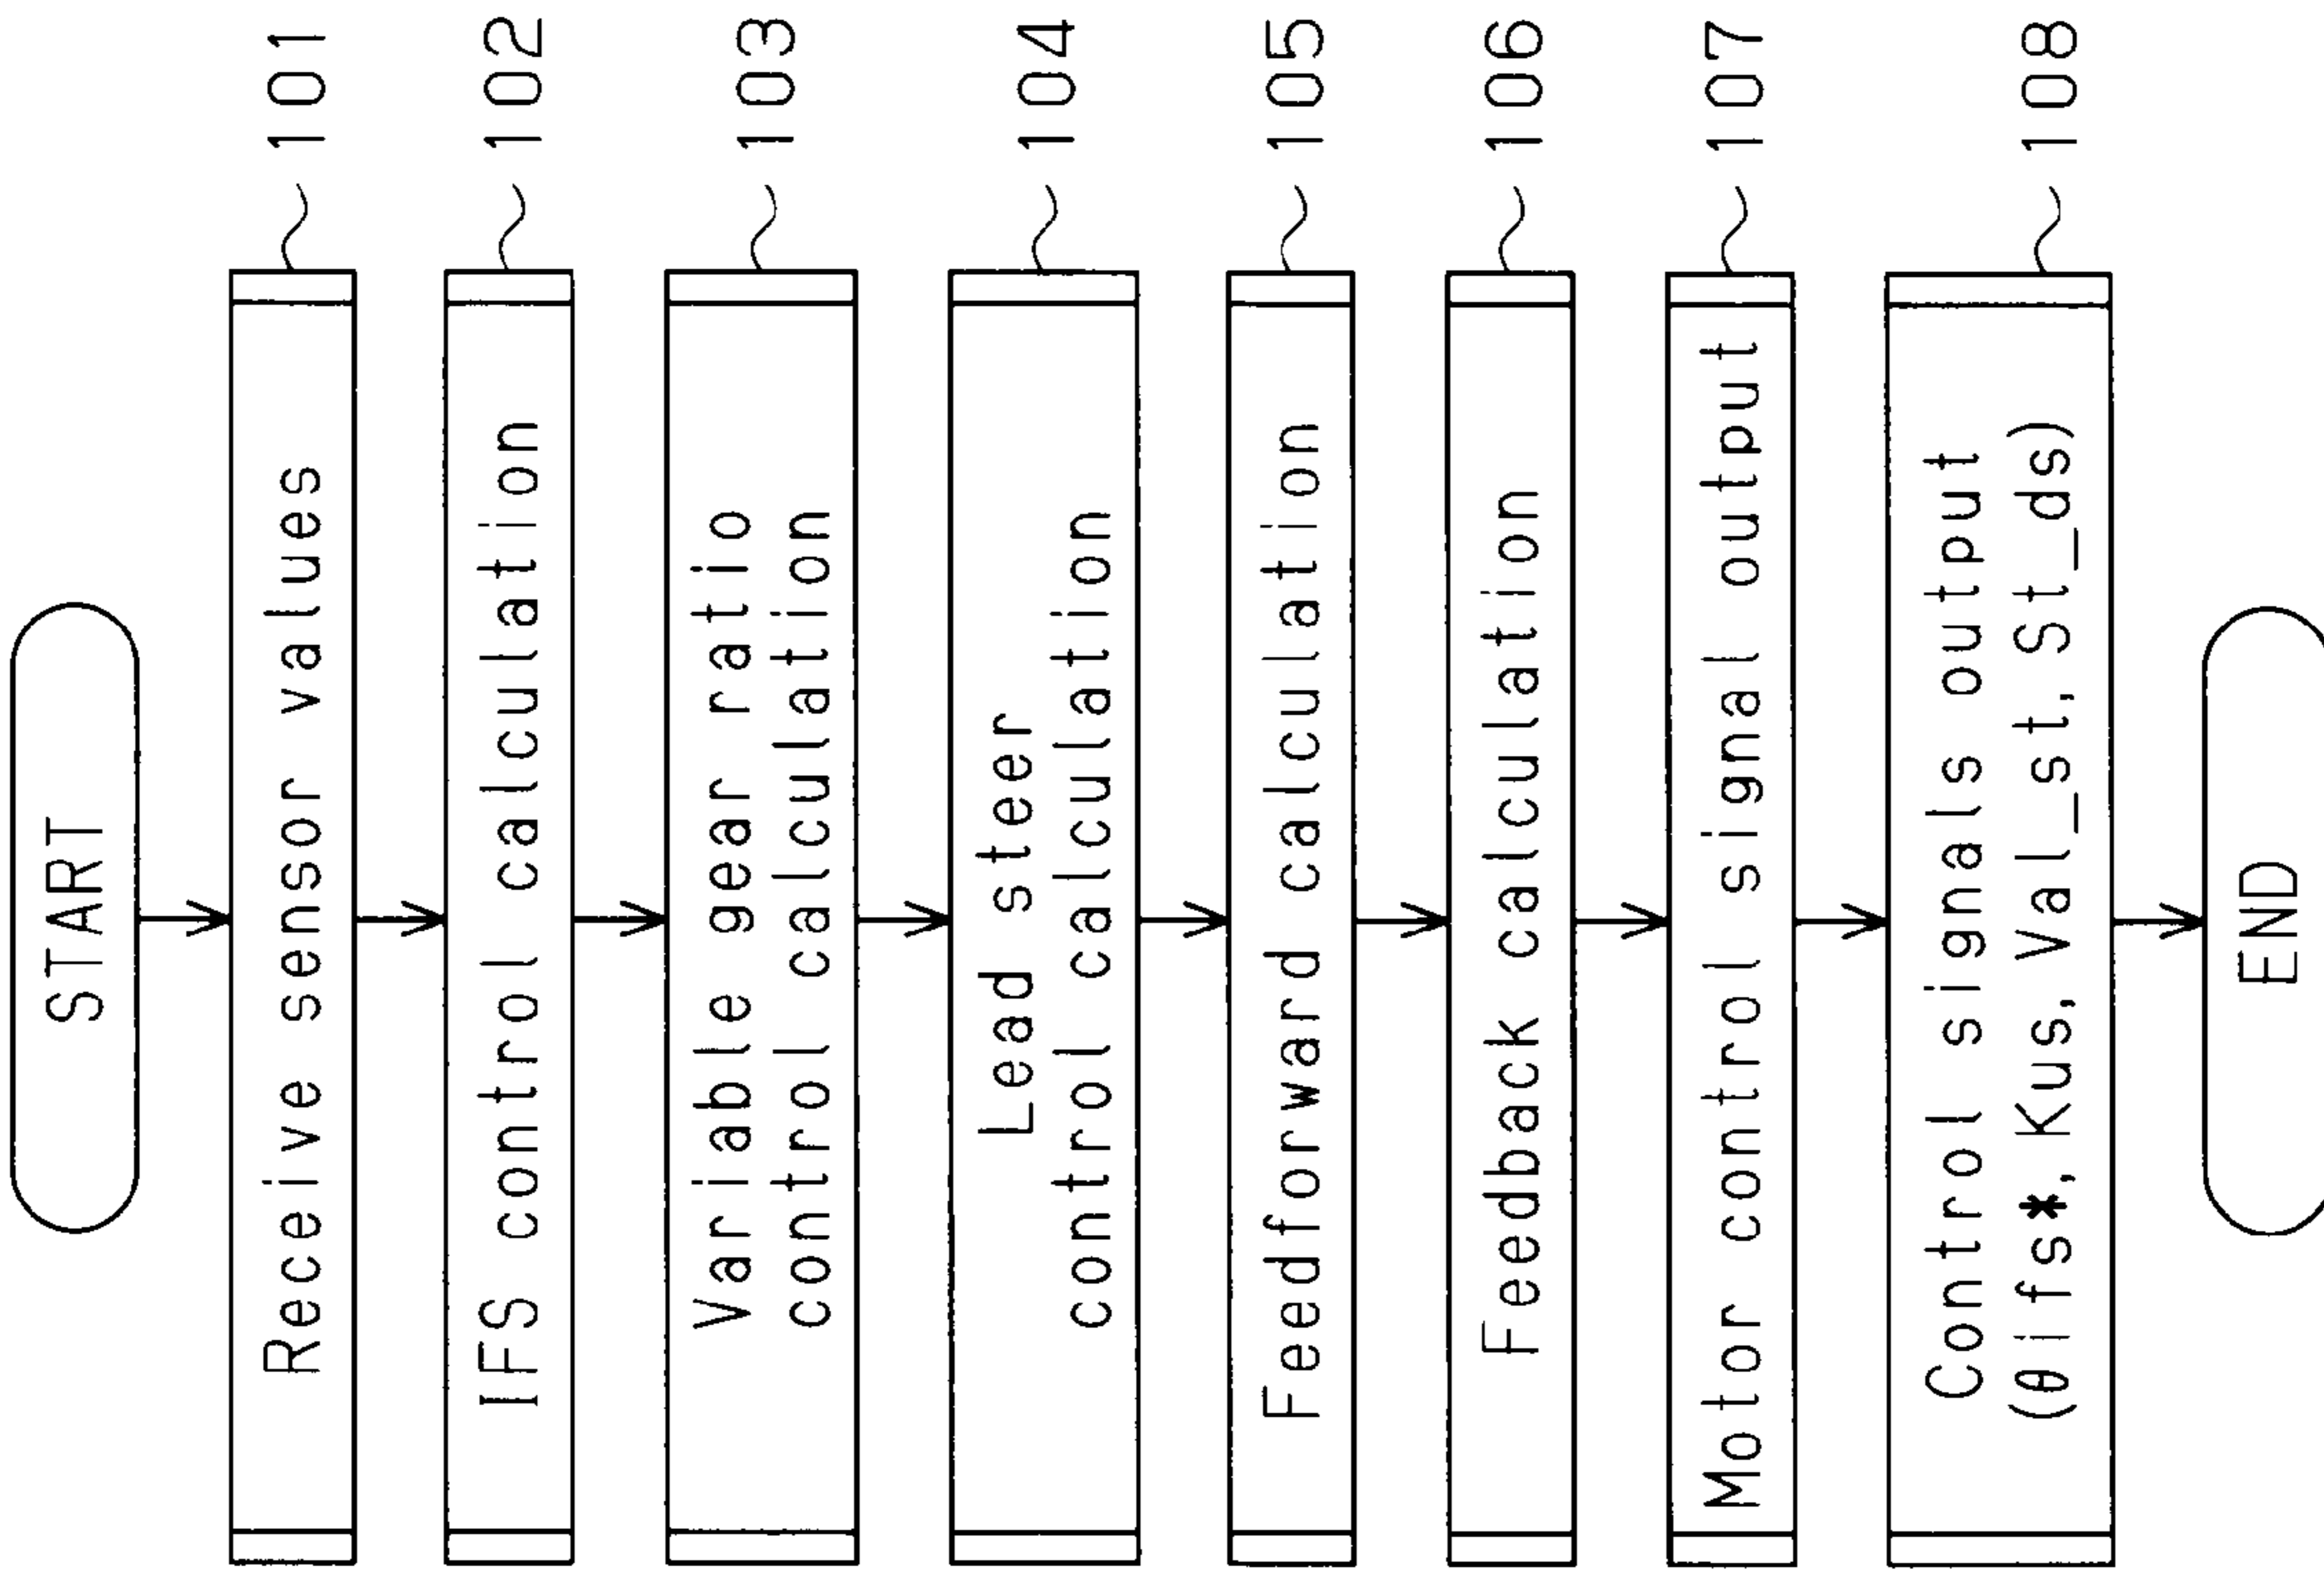 START
Receive sensor values
101
IFS control calculation
102
Variable gear ratio
control calculation
103
Lead steer
control calculation
104
Feedforward calculation
105
Feedback calculation
106
Motor control signal output
107
Control signals output
(θifs*, Kus, Val_st, St_ds)
108
END